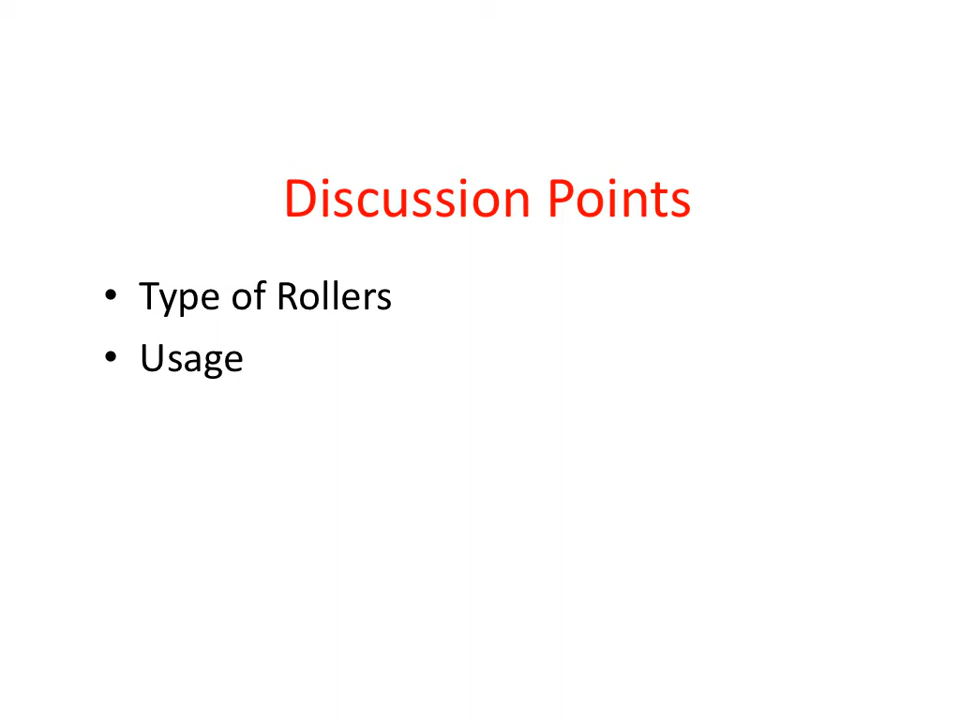 Discussion Points
• Type of Rollers
• Usage